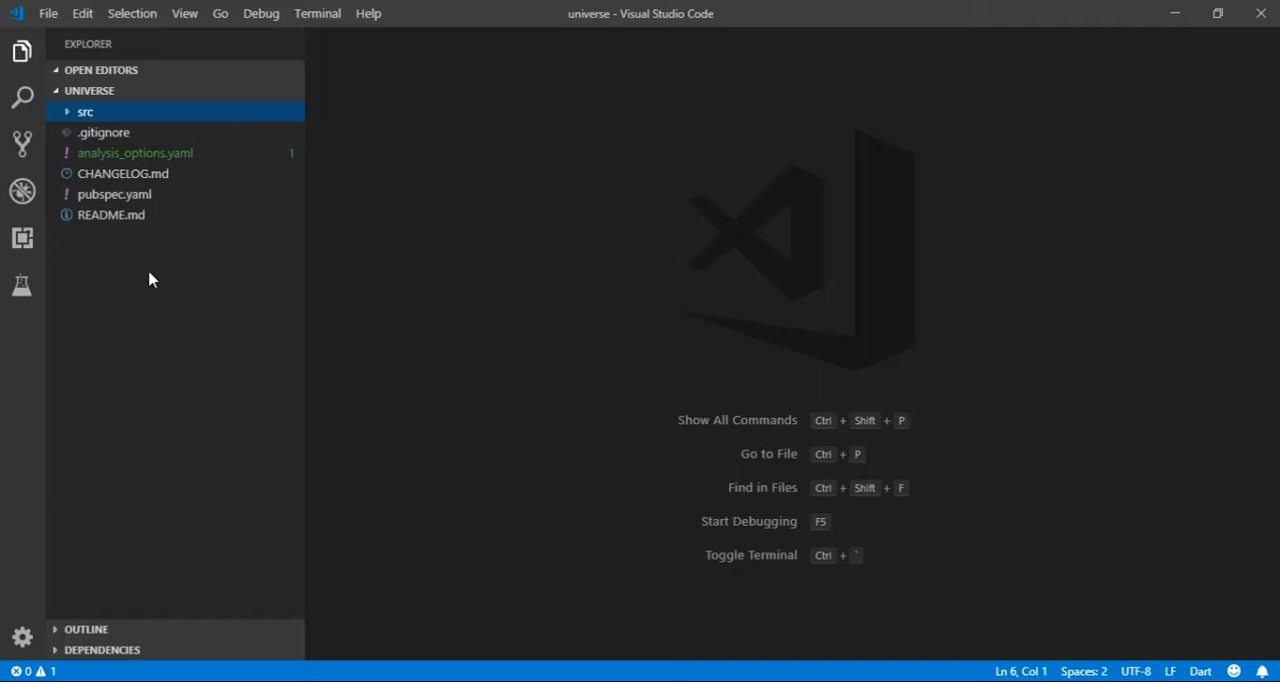 File Edit Selection View Go Debug Terminal Help
universe - Visual Studio Code
EXPLORER
OPEN EDITORS
UNIVERSE
src
.gitignore
analysis_options.yaml 1
CHANGELOG.md
pubspec.yaml
README.md
Show All Commands Ctrl + Shift + P
Go to File Ctrl + P
Find in Files Ctrl + Shift + F
Start Debugging F5
Toggle Terminal Ctrl + `
OUTLINE
DEPENDENCIES
0 1
Ln 6, Col 1 Spaces: 2 UTF-8 LF Dart